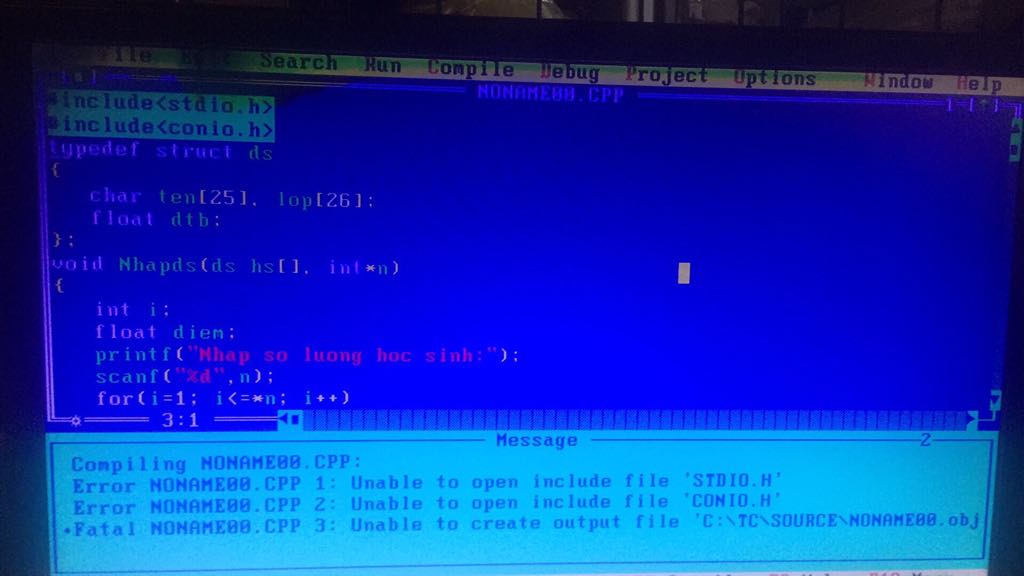 File Search Run Compile Debug Project Options Window Help
NONAME00.CPP 1
#include<stdio.h>
#include<conio.h>
typedef struct ds
{
char ten[25], lop[26];
float dtb;
};
void Nhapds(ds hs[], int*n)
{
int i;
float diem;
printf("Nhap so luong hoc sinh:");
scanf("%d",n);
for(i=1; i<=*n; i++)
3:1
Message 2
Compiling NONAME00.CPP:
Error NONAME00.CPP 1: Unable to open include file 'STDIO.H'
Error NONAME00.CPP 2: Unable to open include file 'CONIO.H'
•Fatal NONAME00.CPP 3: Unable to create output file 'C:\TC\SOURCE\NONAME00.obj